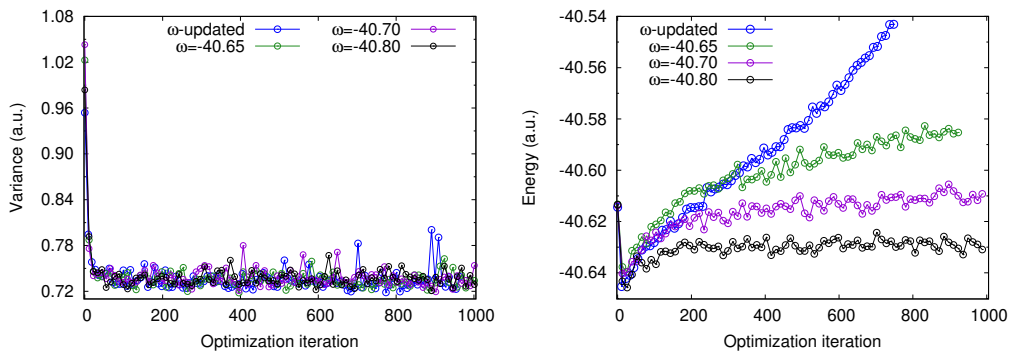 ω-updated
ω=-40.65
ω=-40.70
ω=-40.80
1.08
1.02
0.96
0.90
0.84
0.78
0.72
Variance (a.u.)
0 200 400 600 800 1000
Optimization iteration
ω-updated
ω=-40.65
ω=-40.70
ω=-40.80
-40.54
-40.56
-40.58
-40.60
-40.62
-40.64
Energy (a.u.)
0 200 400 600 800 1000
Optimization iteration